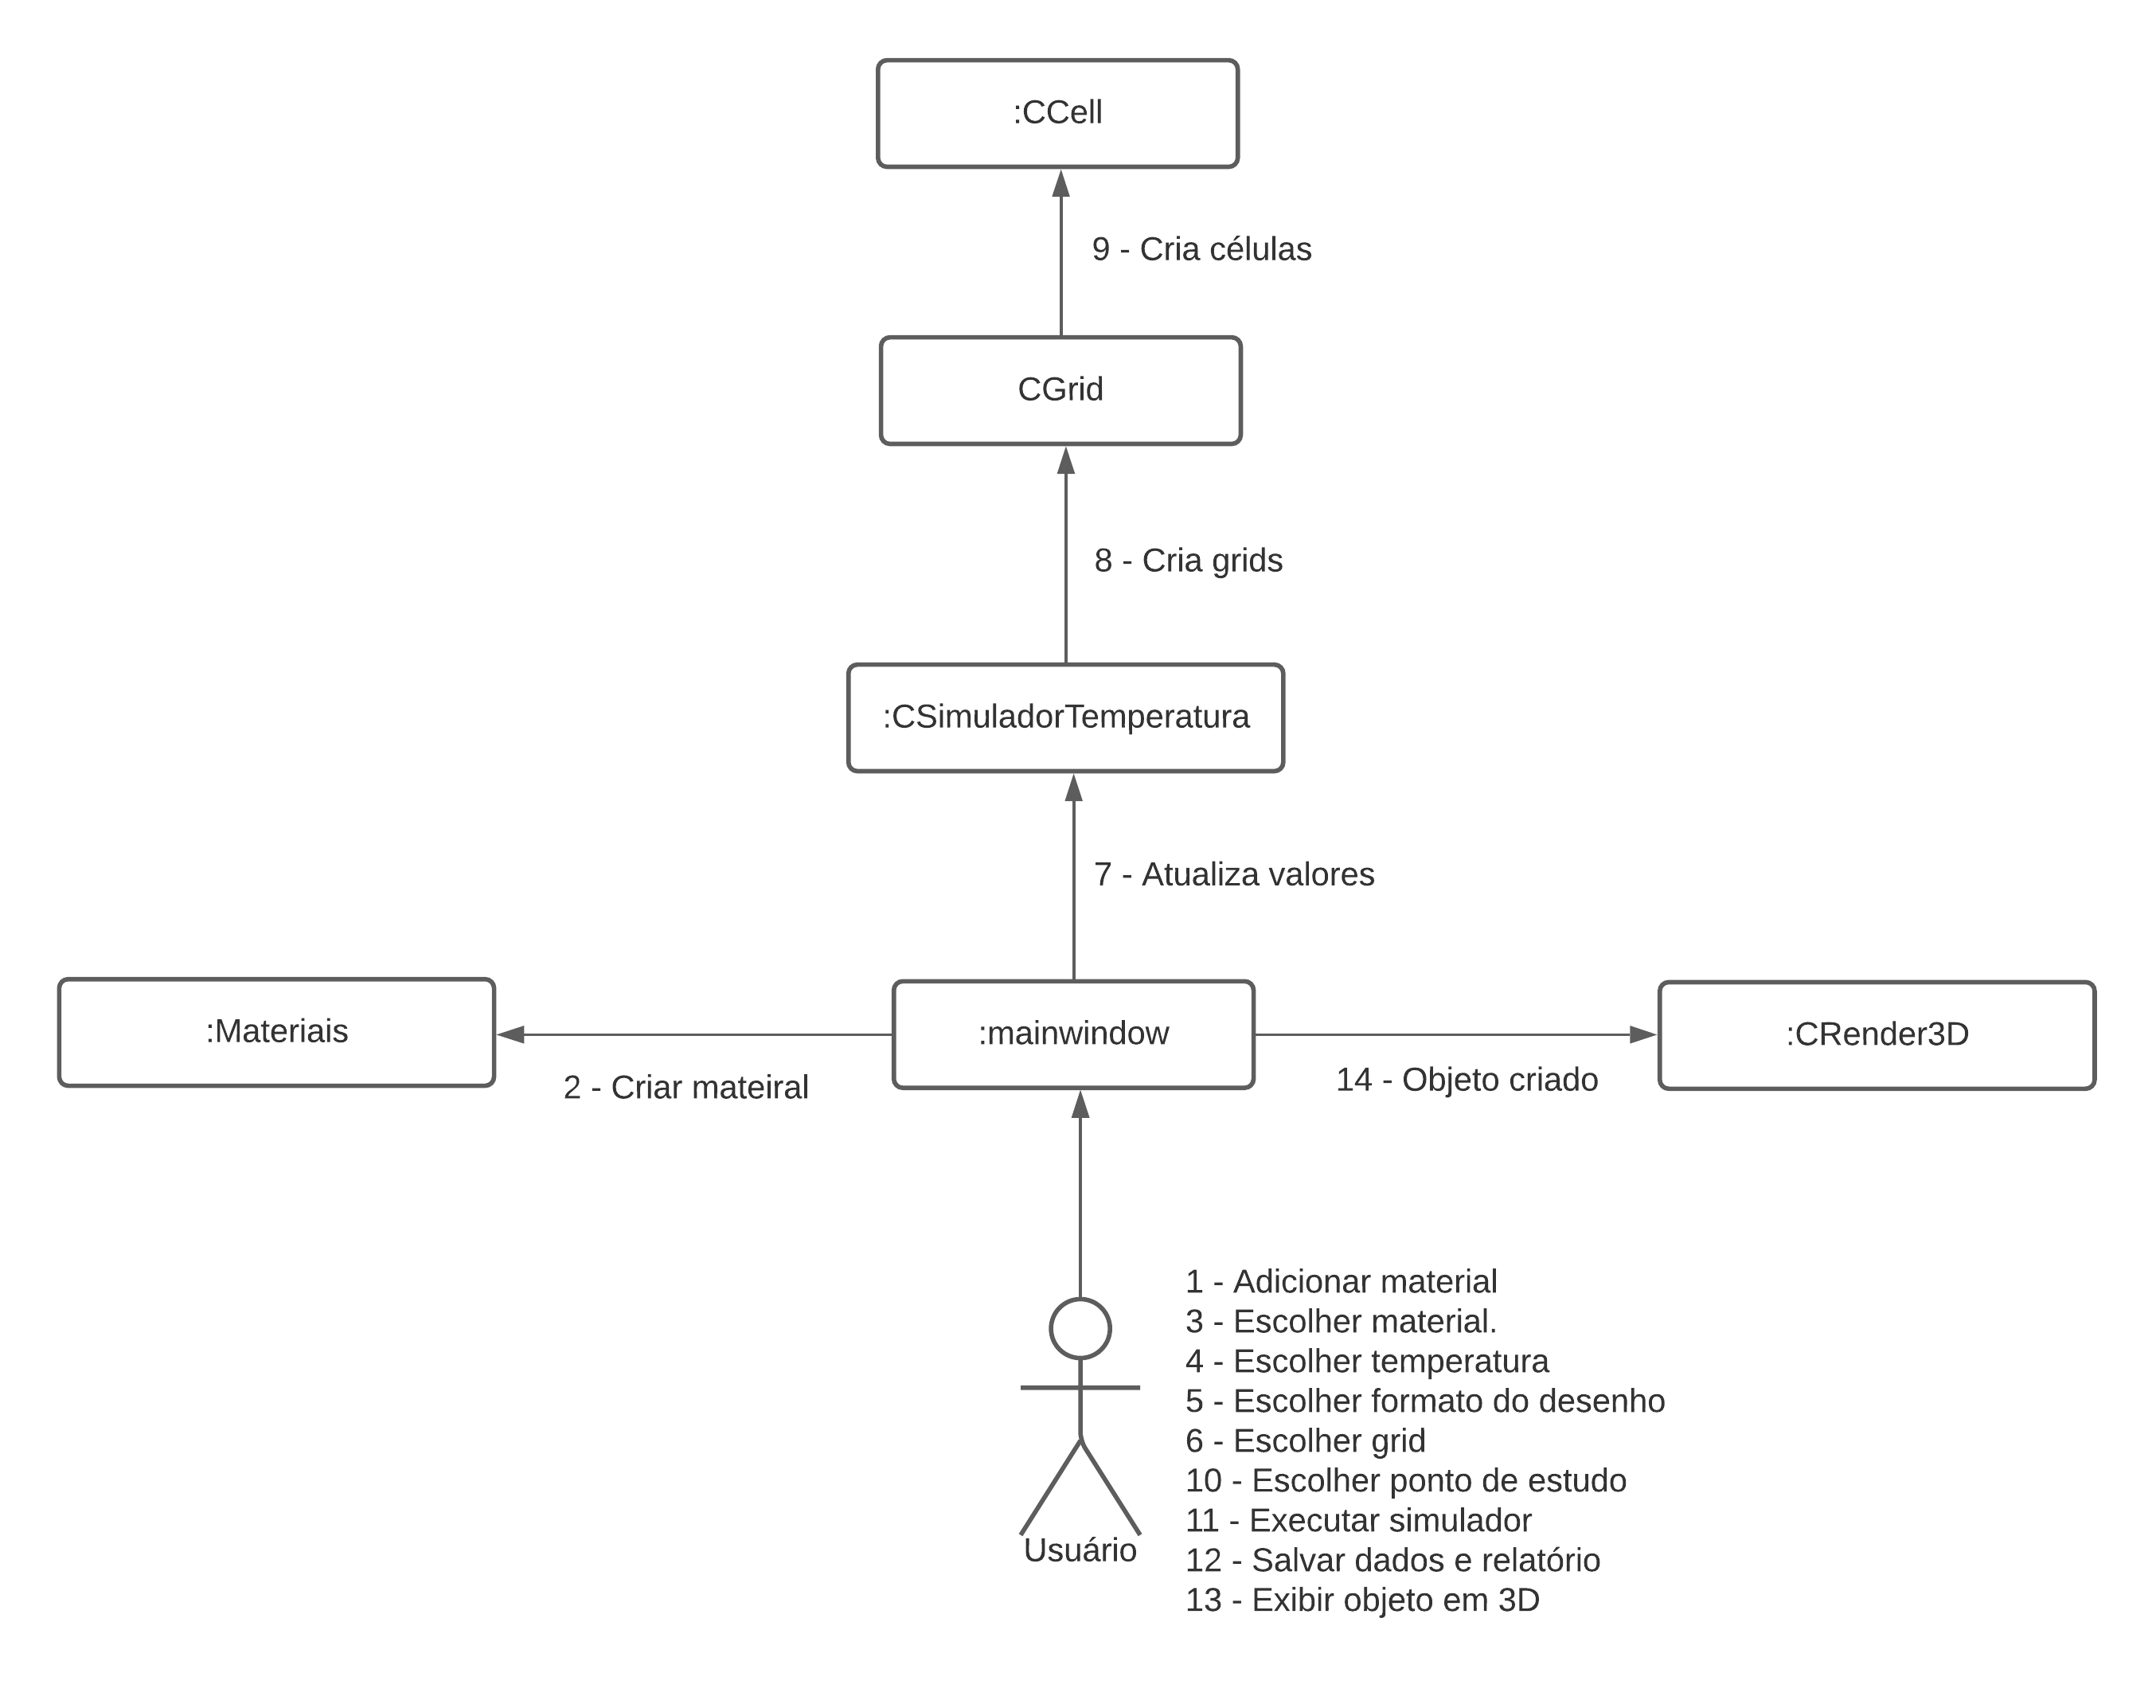 :CCell
9 - Cria células
CGrid
8 - Cria grids
:CSimuladorTemperatura
7 - Atualiza valores
:Materiais
:mainwindow
:CRender3D
2 - Criar mateiral
14 - Objeto criado
1 - Adicionar material
3 - Escolher material.
4 - Escolher temperatura
5 - Escolher formato do desenho
6 - Escolher grid
10 - Escolher ponto de estudo
11 - Executar simulador
12 - Salvar dados e relatório
13 - Exibir objeto em 3D
Usuário